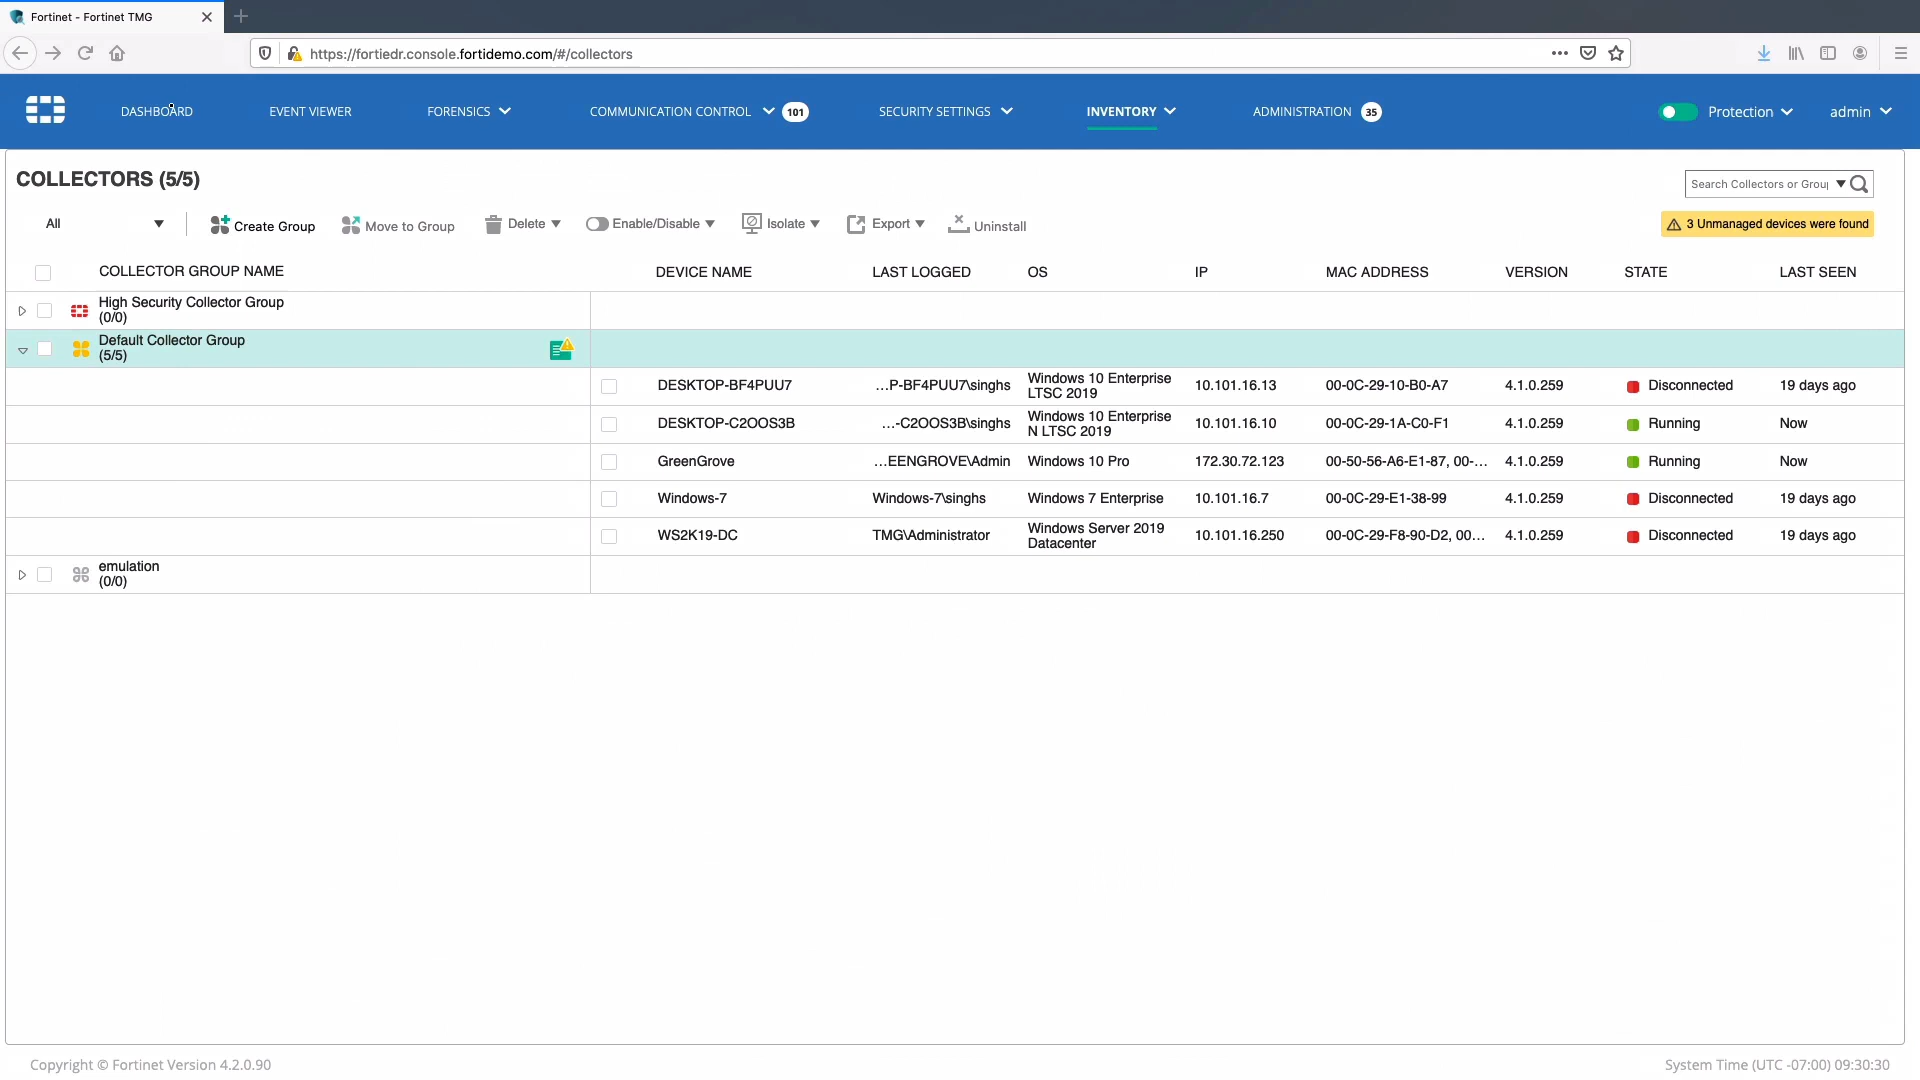 Fortinet - Fortinet TMG
https://fortiedr.console.fortidemo.com/#/collectors
DASHBOARD EVENT VIEWER FORENSICS COMMUNICATION CONTROL 101 SECURITY SETTINGS INVENTORY ADMINISTRATION 35 Protection admin
COLLECTORS (5/5)
Search Collectors or Grou
All Create Group Move to Group Delete Enable/Disable Isolate Export Uninstall 3 Unmanaged devices were found
COLLECTOR GROUP NAME DEVICE NAME LAST LOGGED OS IP MAC ADDRESS VERSION STATE LAST SEEN
High Security Collector Group
(0/0)
Default Collector Group
(5/5)
DESKTOP-BF4PUU7 ...P-BF4PUU7\singhs Windows 10 Enterprise LTSC 2019 10.101.16.13 00-0C-29-10-B0-A7 4.1.0.259 Disconnected 19 days ago
DESKTOP-C2OOS3B ...-C2OOS3B\singhs Windows 10 Enterprise N LTSC 2019 10.101.16.10 00-0C-29-1A-C0-F1 4.1.0.259 Running Now
GreenGrove ...EENGROVE\Admin Windows 10 Pro 172.30.72.123 00-50-56-A6-E1-87, 00-... 4.1.0.259 Running Now
Windows-7 Windows-7\singhs Windows 7 Enterprise 10.101.16.7 00-0C-29-E1-38-99 4.1.0.259 Disconnected 19 days ago
WS2K19-DC TMG\Administrator Windows Server 2019 Datacenter 10.101.16.250 00-0C-29-F8-90-D2, 00... 4.1.0.259 Disconnected 19 days ago
emulation
(0/0)
Copyright © Fortinet Version 4.2.0.90 System Time (UTC -07:00) 09:30:30